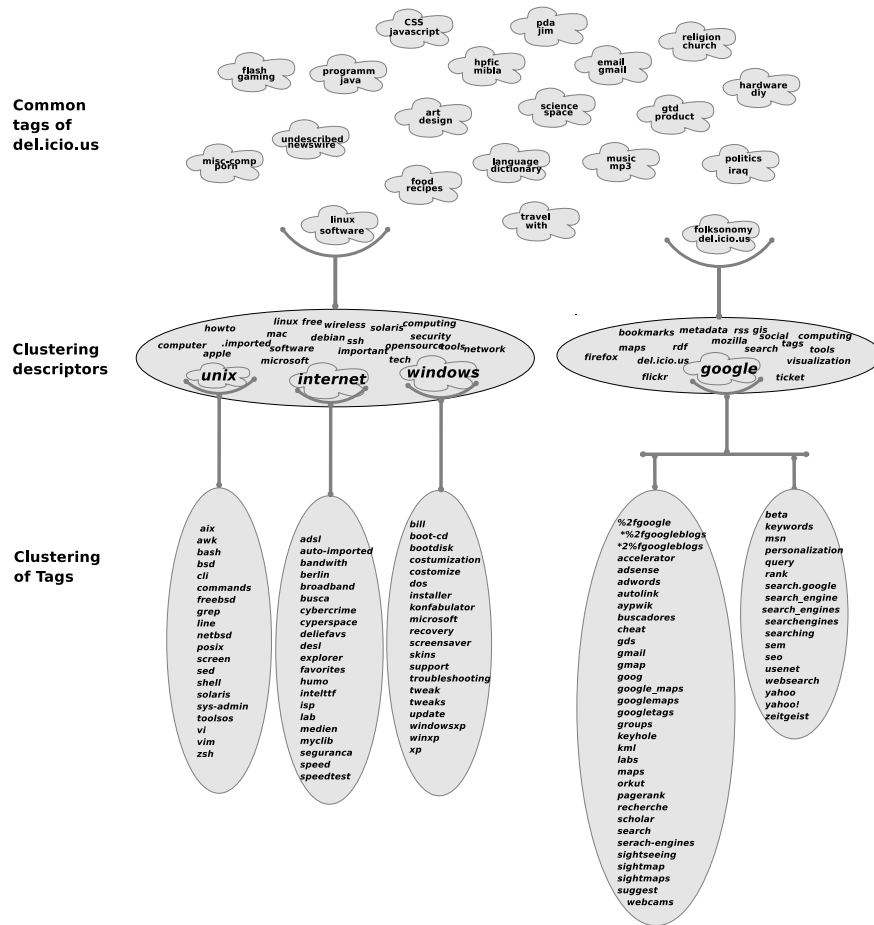 Common
tags of
del.icio.us
CSS
javascript
pda
jim
religion
church
flash
gaming
programm
java
hpfic
mibla
email
gmail
hardware
diy
art
design
science
space
gtd
product
undescribed
newswire
misc-comp
porn
language
dictionary
music
mp3
politics
iraq
food
recipes
linux
software
travel
with
folksonomy
del.icio.us
Clustering
descriptors
howto
linux free
wireless
solaris
computing
mac
debian
ssh
security
computer
.imported
software
important
opensource
tools
network
apple
microsoft
tech
unix
internet
windows
bookmarks
metadata
rss gis
social
computing
mozilla
maps
rdf
search
tags
tools
firefox
del.icio.us
visualization
flickr
google
ticket
Clustering
of Tags
aix
awk
bash
bsd
cli
commands
freebsd
grep
line
netbsd
posix
screen
sed
shell
solaris
sys-admin
toolsos
vi
vim
zsh
adsl
auto-imported
bandwith
berlin
broadband
busca
cybercrime
cyperspace
deliefavs
desl
explorer
favorites
humo
intelttf
isp
lab
medien
myclib
seguranca
speed
speedtest
bill
boot-cd
bootdisk
costumization
costomize
dos
installer
konfabulator
microsoft
recovery
screensaver
skins
support
troubleshooting
tweak
tweaks
update
windowsxp
winxp
xp
%2fgoogle
*%2fgoogleblogs
*2%fgoogleblogs
accelerator
adsense
adwords
autolink
aypwik
buscadores
cheat
gds
gmail
gmap
goog
google_maps
googlemaps
googletags
groups
keyhole
kml
labs
maps
orkut
pagerank
recherche
scholar
search
serach-engines
sightseeing
sightmap
sightmaps
suggest
webcams
beta
keywords
msn
personalization
query
rank
search.google
search_engine
search_engines
searchengines
searching
sem
seo
usenet
websearch
yahoo
yahoo!
zeitgeist